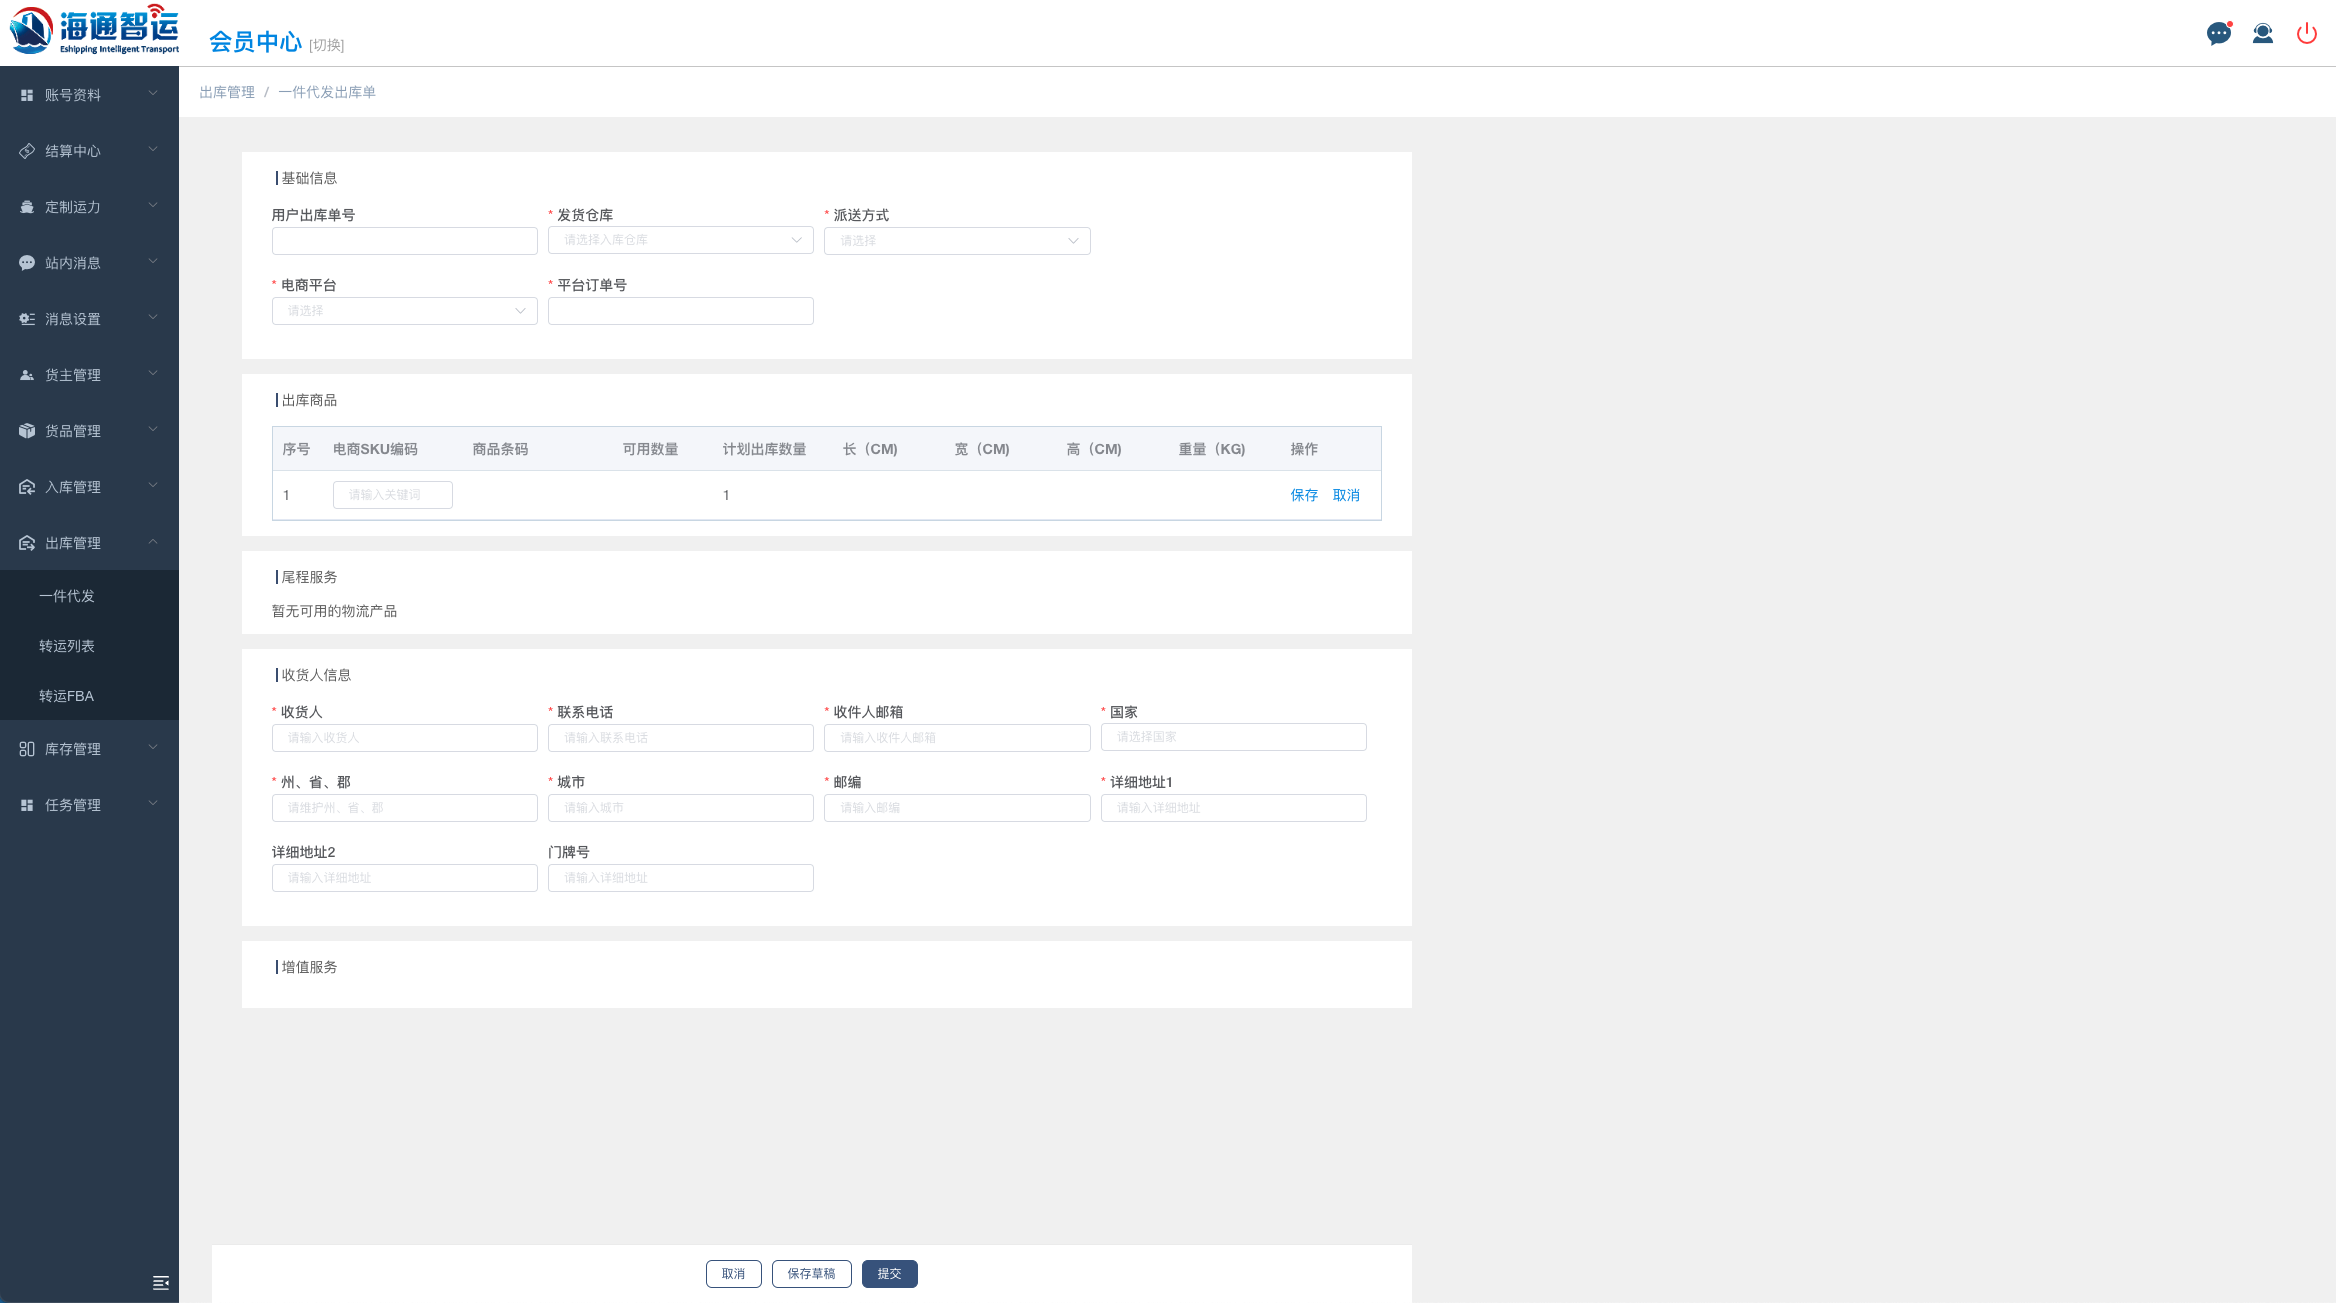 海通智运
Eshipping Intelligent Transport
会员中心 [切换]
账号资料
结算中心
定制运力
站内消息
消息设置
货主管理
货品管理
入库管理
出库管理
一件代发
转运列表
转运FBA
库存管理
任务管理
出库管理 / 一件代发出库单
基础信息
用户出库单号 * 发货仓库 * 派送方式
请选择入库仓库 请选择
* 电商平台 * 平台订单号
请选择
出库商品
序号 电商SKU编码 商品条码 可用数量 计划出库数量 长（CM) 宽（CM) 高（CM) 重量（KG) 操作
1 请输入关键词 1 保存 取消
尾程服务
暂无可用的物流产品
收货人信息
* 收货人 * 联系电话 * 收件人邮箱 * 国家
请输入收货人 请输入联系电话 请输入收件人邮箱 请选择国家
* 州、省、郡 * 城市 * 邮编 * 详细地址1
请维护州、省、郡 请输入城市 请输入邮编 请输入详细地址
详细地址2 门牌号
请输入详细地址 请输入详细地址
增值服务
取消 保存草稿 提交